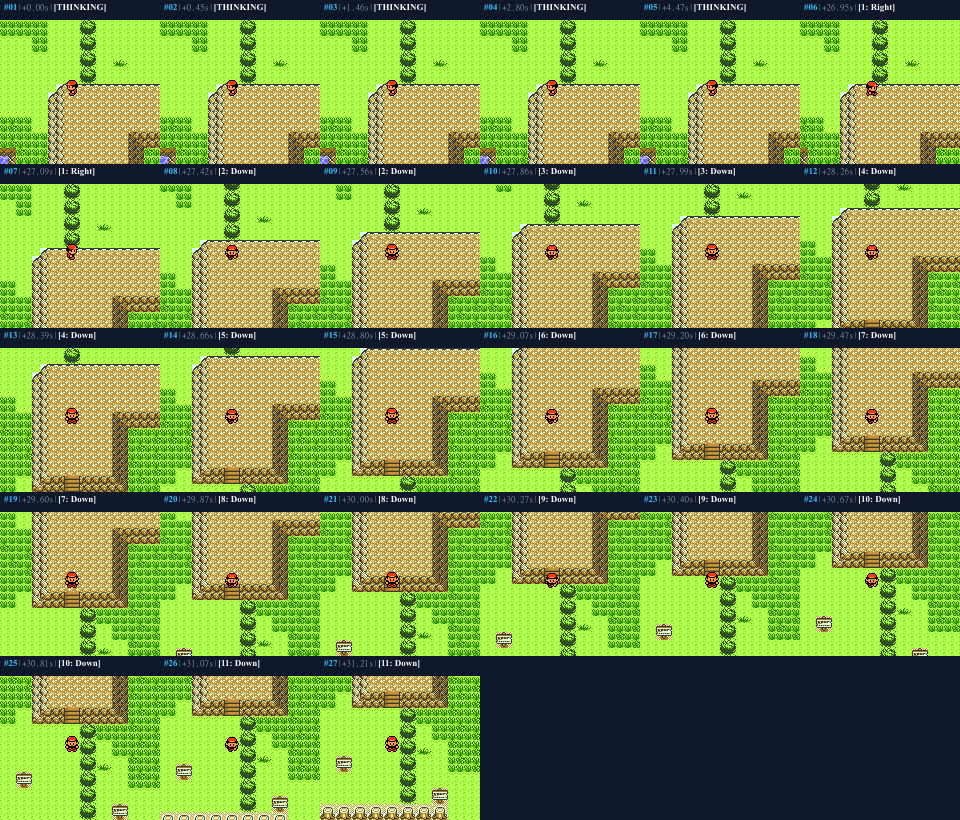 #01|+0.00s|[THINKING]
#02|+0.45s|[THINKING]
#03|+1.46s|[THINKING]
#04|+2.80s|[THINKING]
#05|+4.47s|[THINKING]
#06|+26.95s|[1: Right]
#07|+27.09s|[1: Right]
#08|+27.42s|[2: Down]
#09|+27.56s|[2: Down]
#10|+27.86s|[3: Down]
#11|+27.99s|[3: Down]
#12|+28.26s|[4: Down]
#13|+28.39s|[4: Down]
#14|+28.66s|[5: Down]
#15|+28.80s|[5: Down]
#16|+29.07s|[6: Down]
#17|+29.20s|[6: Down]
#18|+29.47s|[7: Down]
#19|+29.60s|[7: Down]
#20|+29.87s|[8: Down]
#21|+30.00s|[8: Down]
#22|+30.27s|[9: Down]
#23|+30.40s|[9: Down]
#24|+30.67s|[10: Down]
#25|+30.81s|[10: Down]
#26|+31.07s|[11: Down]
#27|+31.21s|[11: Down]